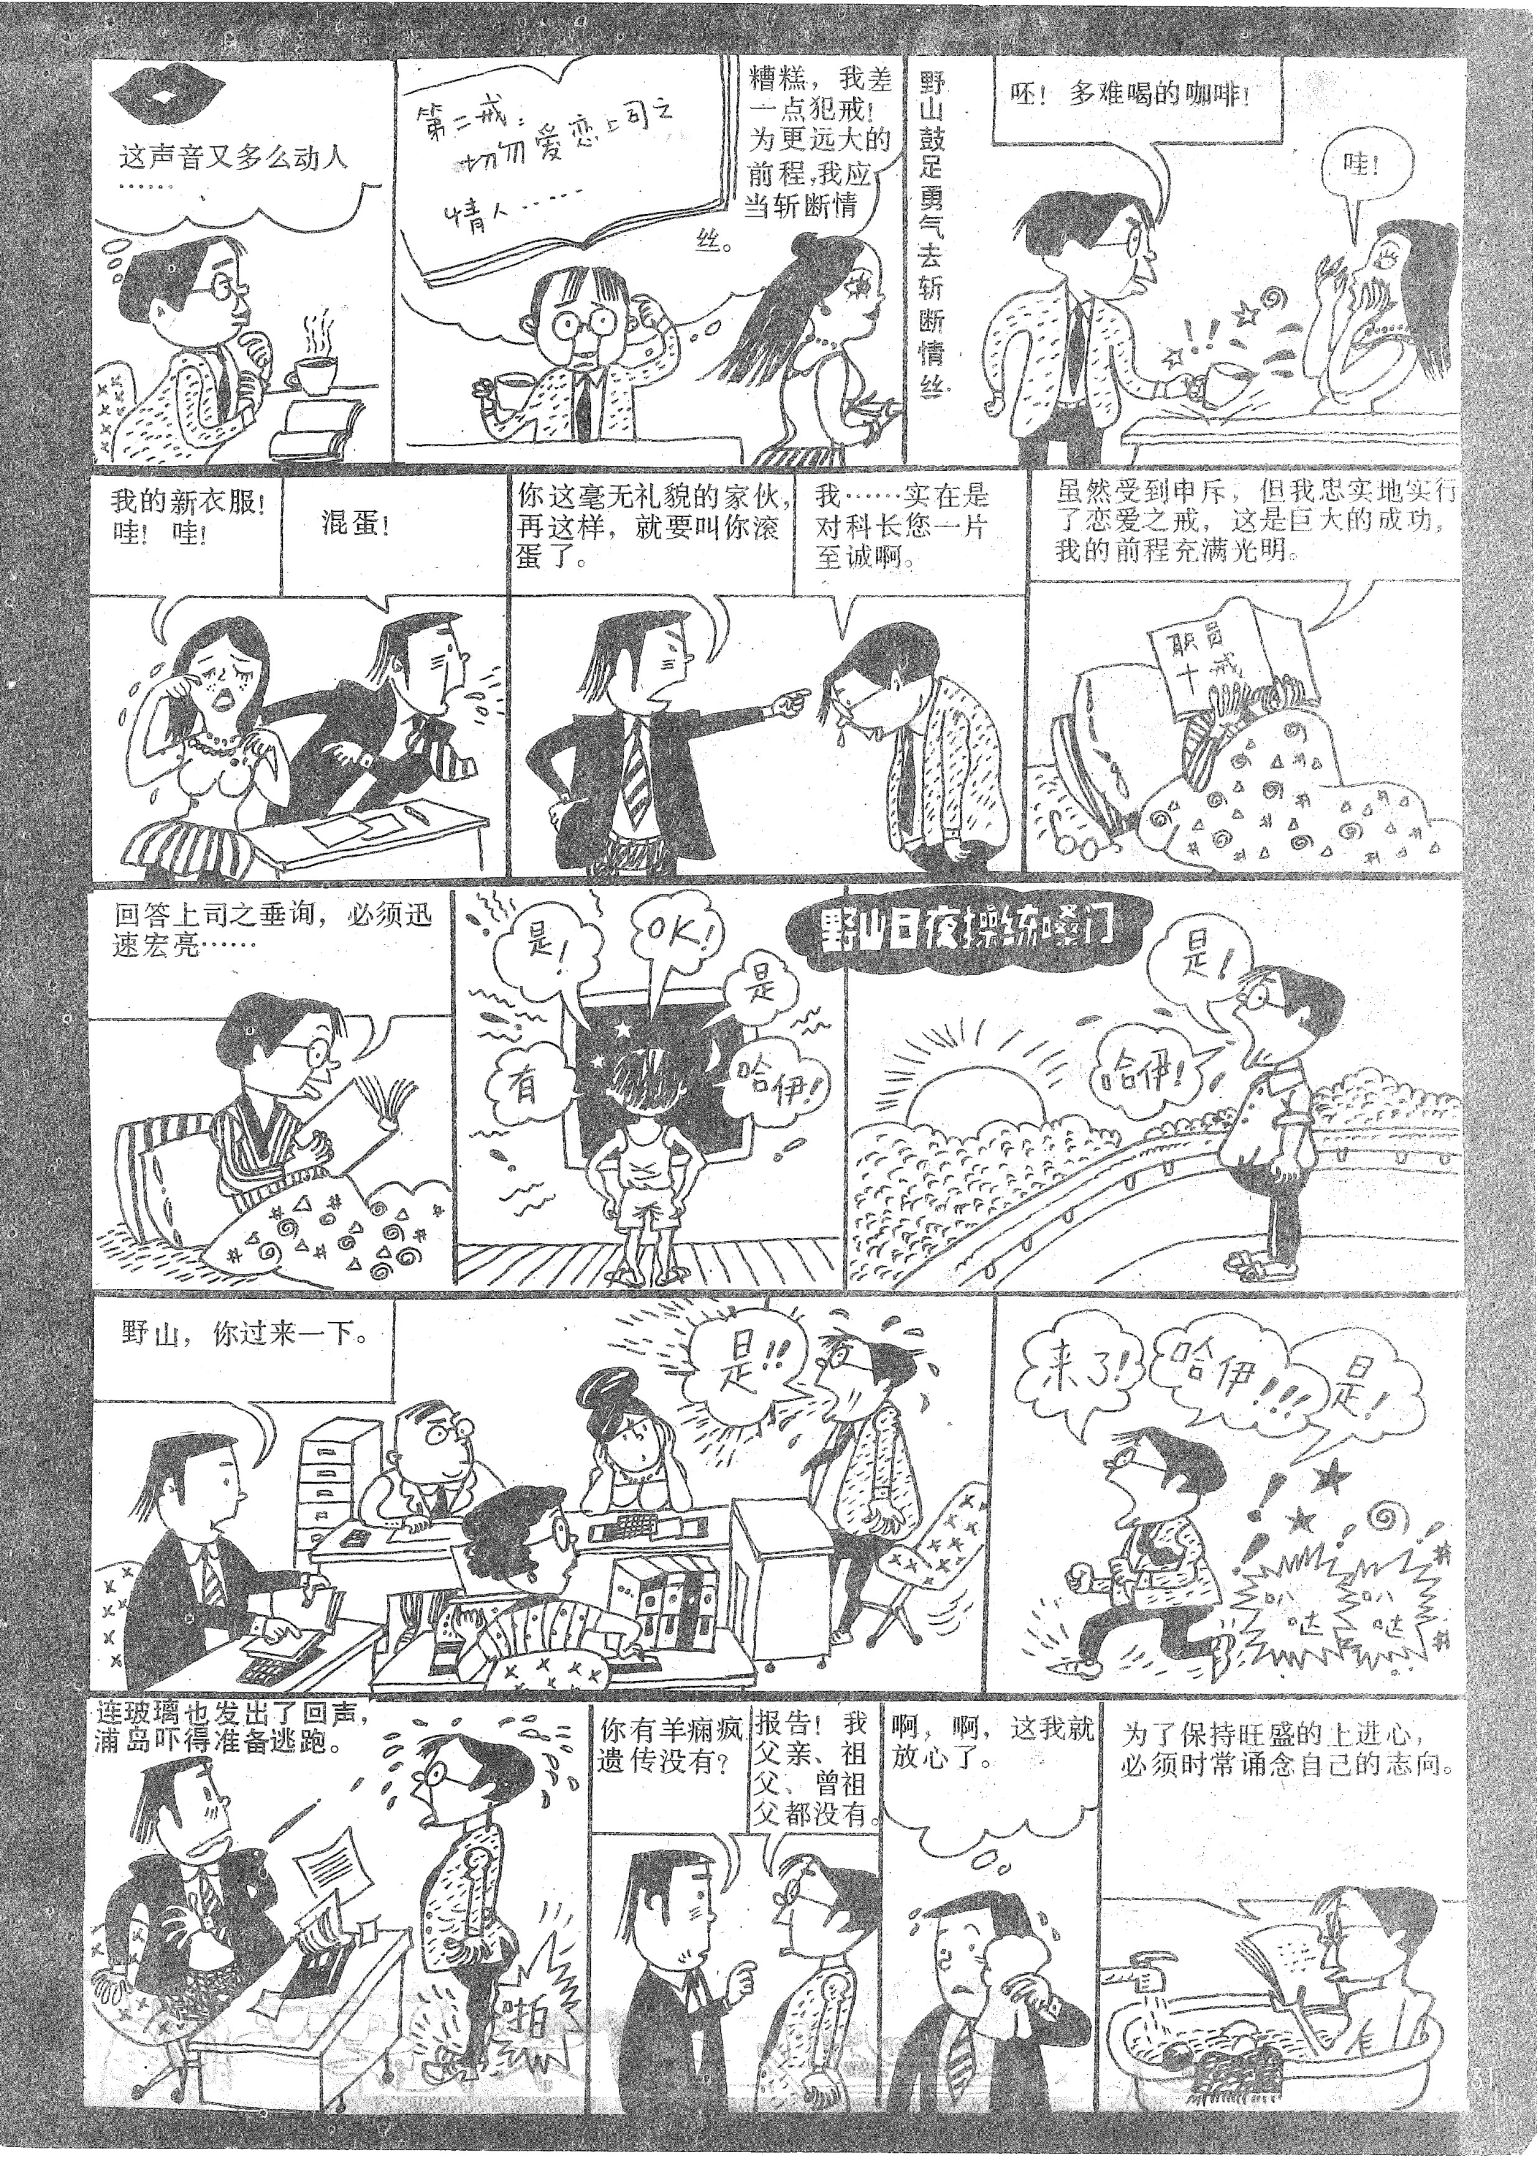 这声音又多么动人
……
第二戒：
切勿爱恋上司之
情人……
糟糕，我差
一点犯戒！
为更远大的
前程，我应
当斩断情
丝。
野山鼓足勇气去斩断情丝
呸！多难喝的咖啡！
哇！
我的新衣服！
哇！哇！
混蛋！
你这毫无礼貌的家伙，
再这样，就要叫你滚
蛋了。
我……实在是
对科长您一片
至诚啊。
虽然受到申斥，但我忠实地实行
了恋爱之戒，这是巨大的成功，
我的前程充满光明。
职员
十戒
回答上司之垂询，必须迅
速宏亮……
是！
OK！
是
有
哈伊！
野山日夜操练嗓门
是！
哈伊！
野山，你过来一下。
是！！
来了！
哈伊！！！
是！
叭
哒
叭
哒
连玻璃也发出了回声，
浦岛吓得准备逃跑。
啪
你有羊痫疯
遗传没有？
报告！我
父亲、祖
父、曾祖
父都没有。
啊，啊，这我就
放心了。
为了保持旺盛的上进心，
必须时常诵念自己的志向。
31